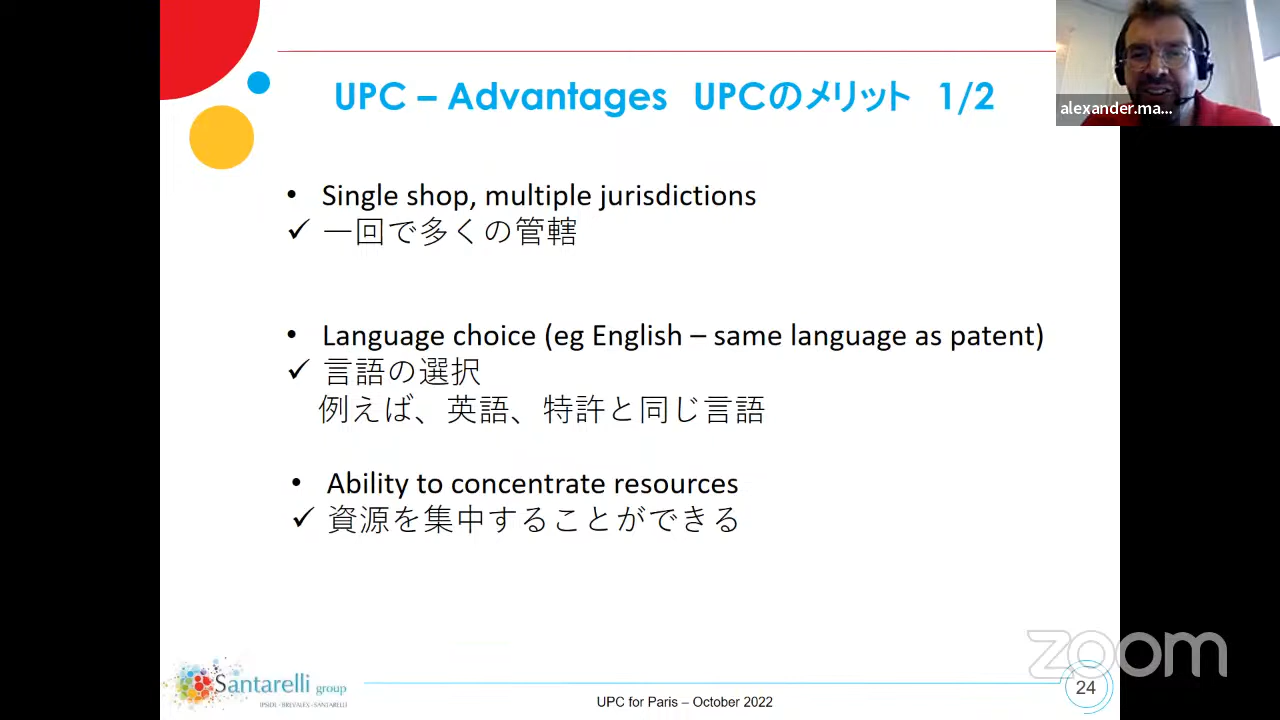 UPC – Advantages UPCのメリット 1/2
alexander.ma...
• Single shop, multiple jurisdictions
✓ 一回で多くの管轄
• Language choice (eg English – same language as patent)
✓ 言語の選択
例えば、英語、特許と同じ言語
• Ability to concentrate resources
✓ 資源を集中することができる
zoom
Santarelli group
IPSIDE - BREVALEX - SANTARELLI
UPC for Paris – October 2022
24